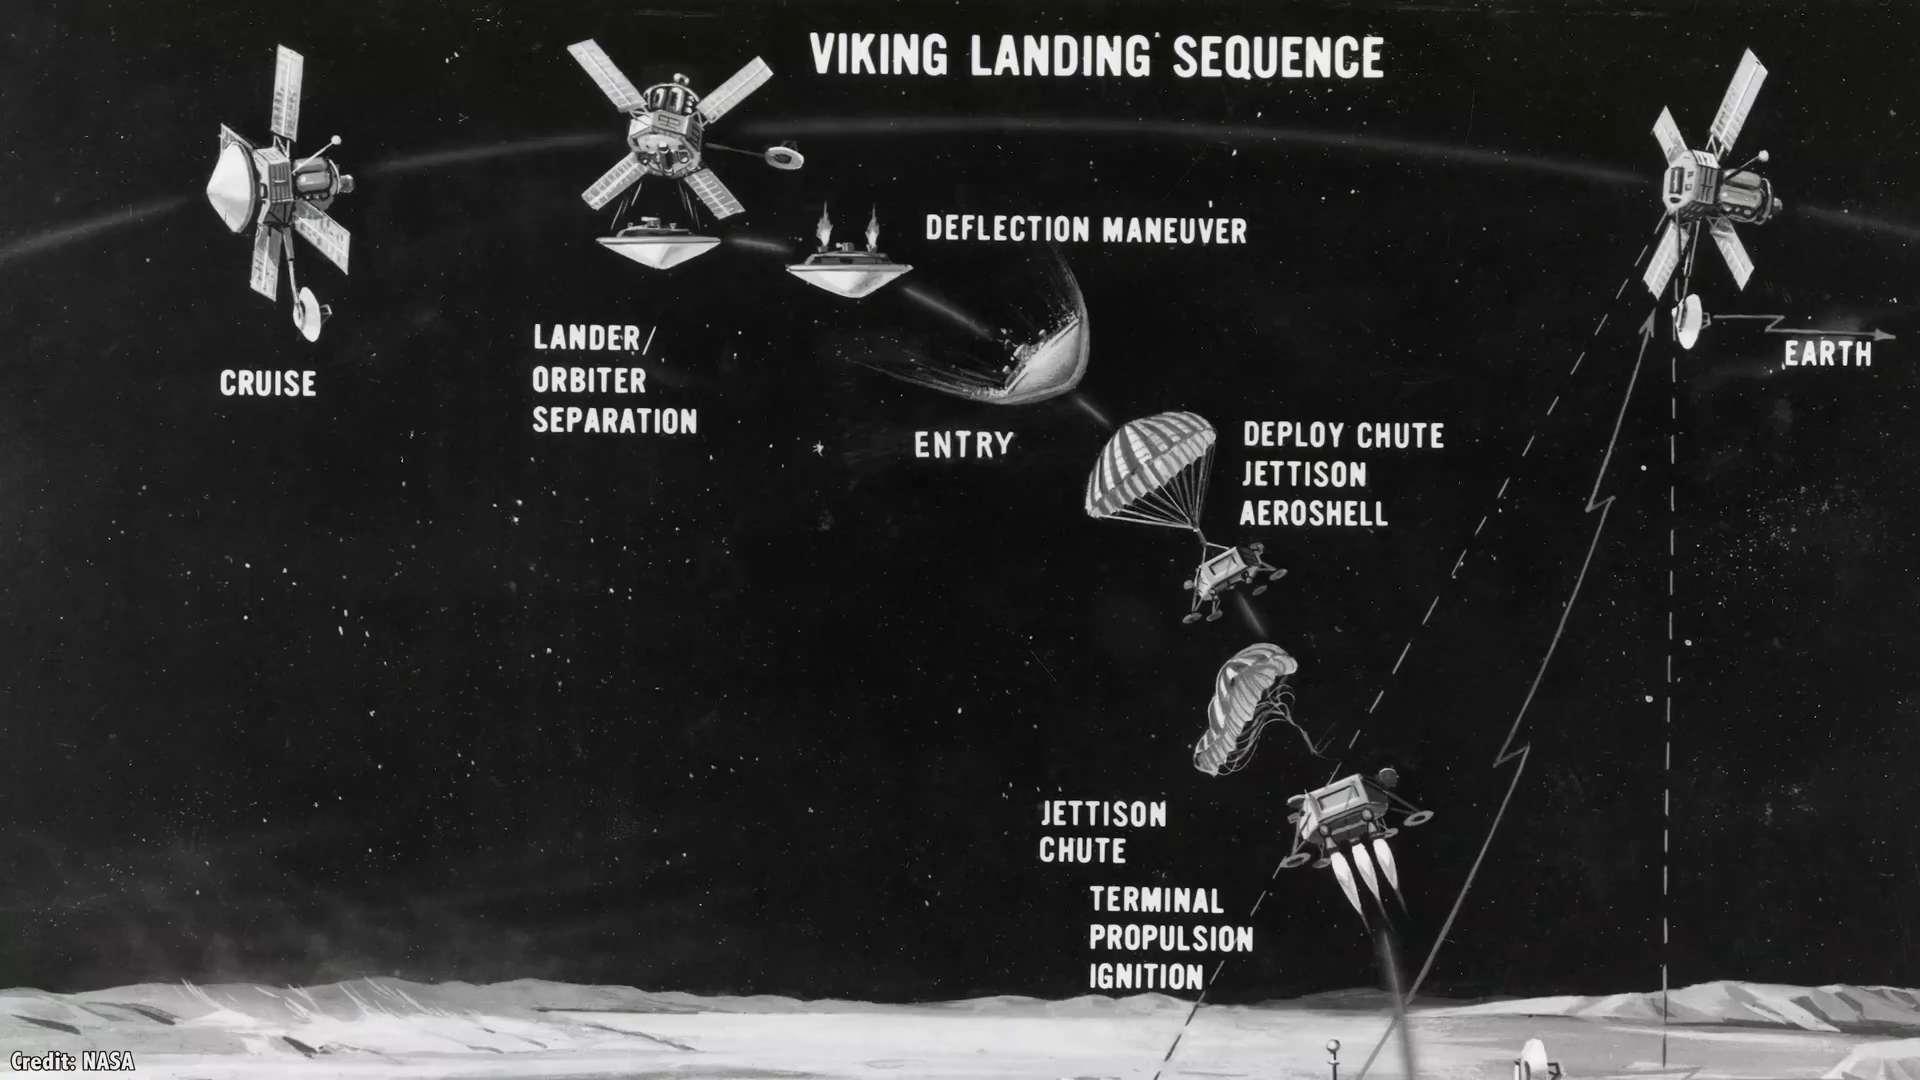 VIKING LANDING SEQUENCE
DEFLECTION MANEUVER
LANDER/
ORBITER
SEPARATION
EARTH
CRUISE
ENTRY
DEPLOY CHUTE
JETTISON
AEROSHELL
JETTISON
CHUTE
TERMINAL
PROPULSION
IGNITION
Credit: NASA